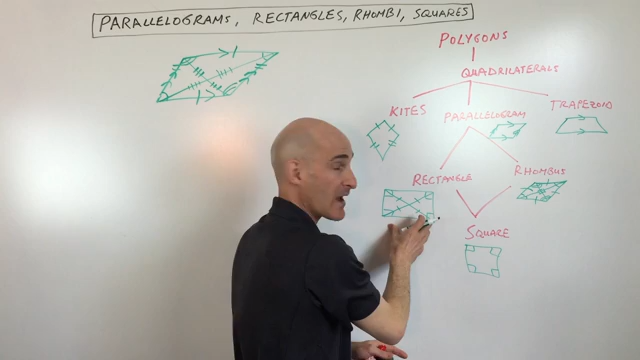 PARALLELOGRAMS, RECTANGLES, RHOMBI, SQUARES
POLYGONS
QUADRILATERALS
KITES
PARALLELOGRAM
TRAPEZOID
RECTANGLE
RHOMBUS
SQUARE